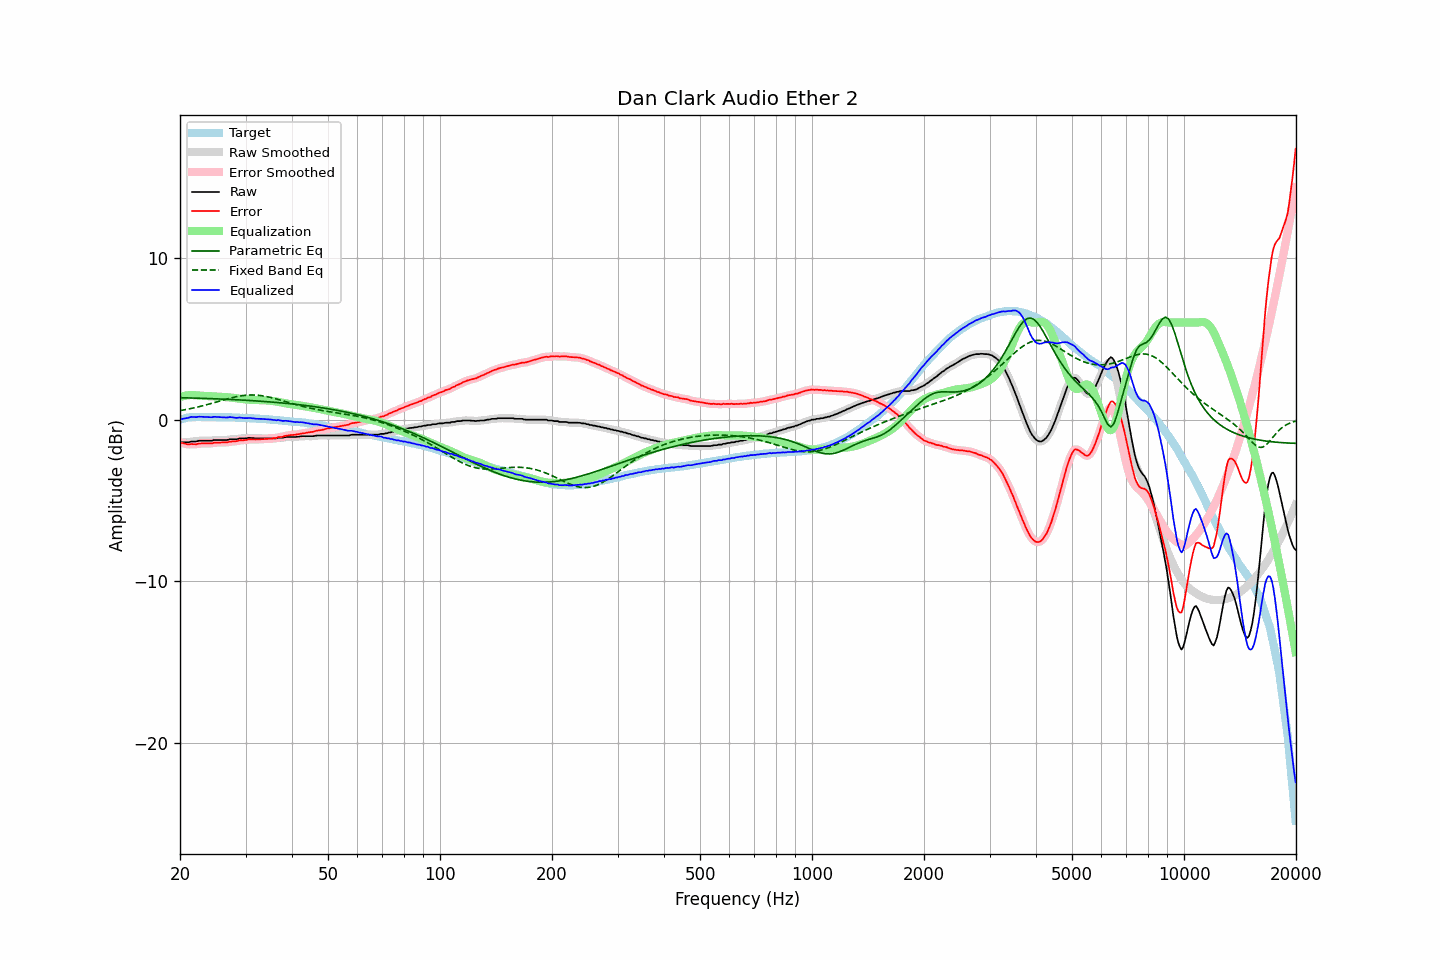 Dan Clark Audio Ether 2
Target
Raw Smoothed
Error Smoothed
Raw
Error
Equalization
Parametric Eq
Fixed Band Eq
Equalized
10
0
−10
−20
Amplitude (dBr)
20 50 100 200 500 1000 2000 5000 10000 20000
Frequency (Hz)